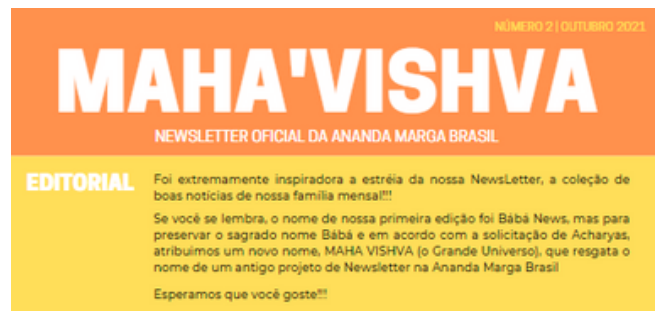 NÚMERO 2 | OUTUBRO 2021
MAHA'VISHVA
NEWSLETTER OFICIAL DA ANANDA MARGA BRASIL
EDITORIAL
Foi extremamente inspiradora a estréia da nossa NewsLetter, a coleção de
boas noticias de nossa família mensal!!!
Se você se lembra, o nome de nossa primeira edição foi Bábá News, mas para
preservar o sagrado nome Bábá e em acordo com a solicitação de Acharyas,
atribuimos um novo nome, MAHA VISHVA (o Grande Universo), que resgata o
nome de um antigo projeto de Newsletter na Ananda Marga Brasil
Esperamos que você goste!!!